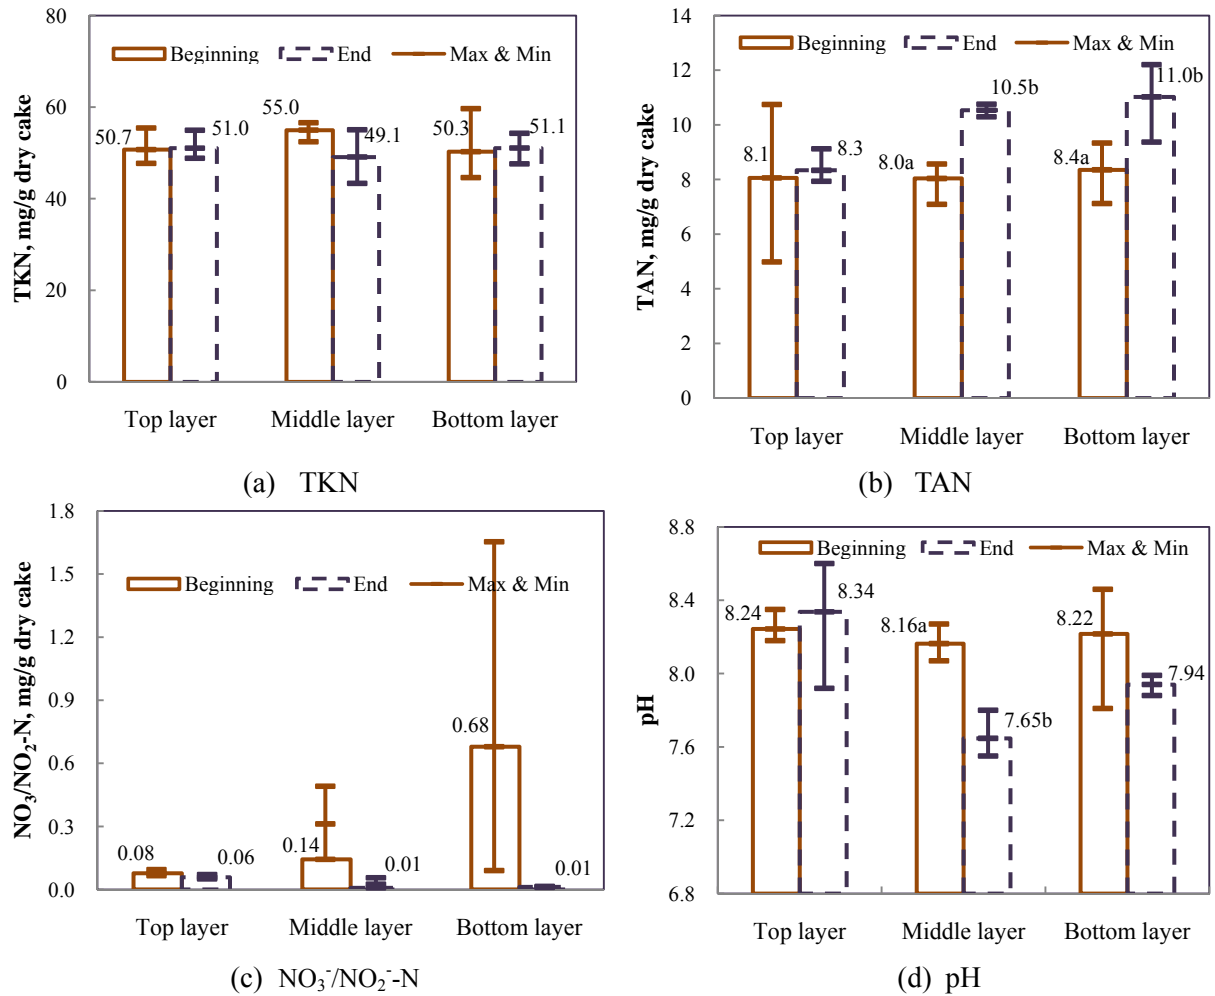 80
60
40
20
0
TKN, mg/g dry cake
Beginning End Max & Min
50.7 51.0 55.0 49.1 50.3 51.1
Top layer Middle layer Bottom layer
(a) TKN
14
12
10
8
6
4
2
0
TAN, mg/g dry cake
Beginning End Max & Min
8.1 8.3 8.0a 10.5b 8.4a 11.0b
Top layer Middle layer Bottom layer
(b) TAN
1.8
1.5
1.2
0.9
0.6
0.3
0.0
NO₃/NO₂-N, mg/g dry cake
Beginning End Max & Min
0.08 0.06 0.14 0.01 0.68 0.01
Top layer Middle layer Bottom layer
(c) NO₃⁻/NO₂⁻-N
8.8
8.4
8.0
7.6
7.2
6.8
pH
Beginning End Max & Min
8.24 8.34 8.16a 7.65b 8.22 7.94
Top layer Middle layer Bottom layer
(d) pH